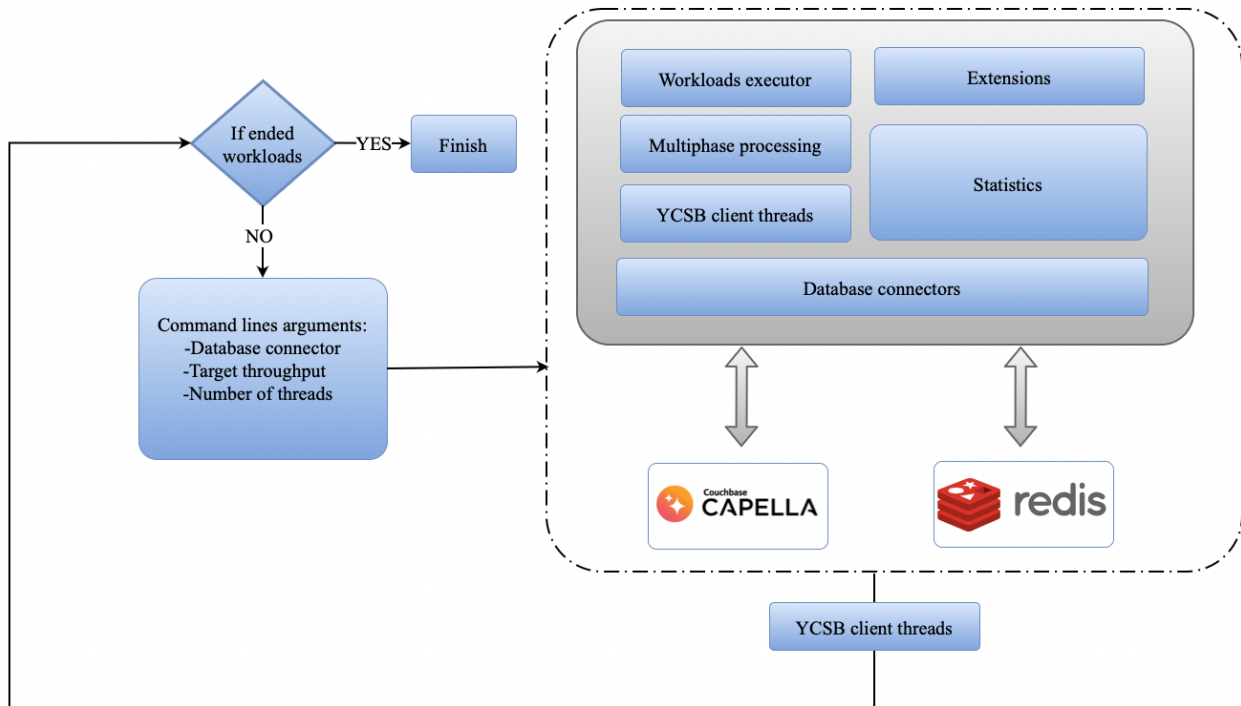 If ended
workloads
YES
Finish
NO
Command lines arguments:
-Database connector
-Target throughput
-Number of threads
Workloads executor
Extensions
Multiphase processing
Statistics
YCSB client threads
Database connectors
Couchbase
CAPELLA
redis
YCSB client threads